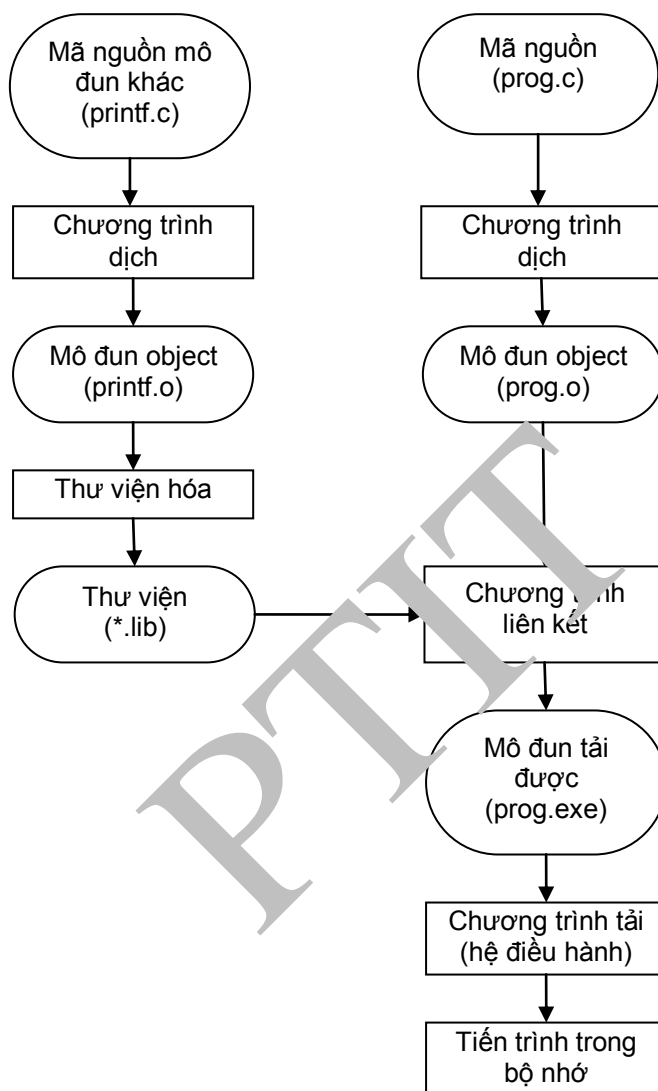 Mã nguồn mô
đun khác
(printf.c)
Chương trình
dịch
Mô đun object
(printf.o)
Thư viện hóa
Thư viện
(*.lib)
Mã nguồn
(prog.c)
Chương trình
dịch
Mô đun object
(prog.o)
Chương trình
liên kết
Mô đun tải
được
(prog.exe)
Chương trình tải
(hệ điều hành)
Tiến trình trong
bộ nhớ
PTIT